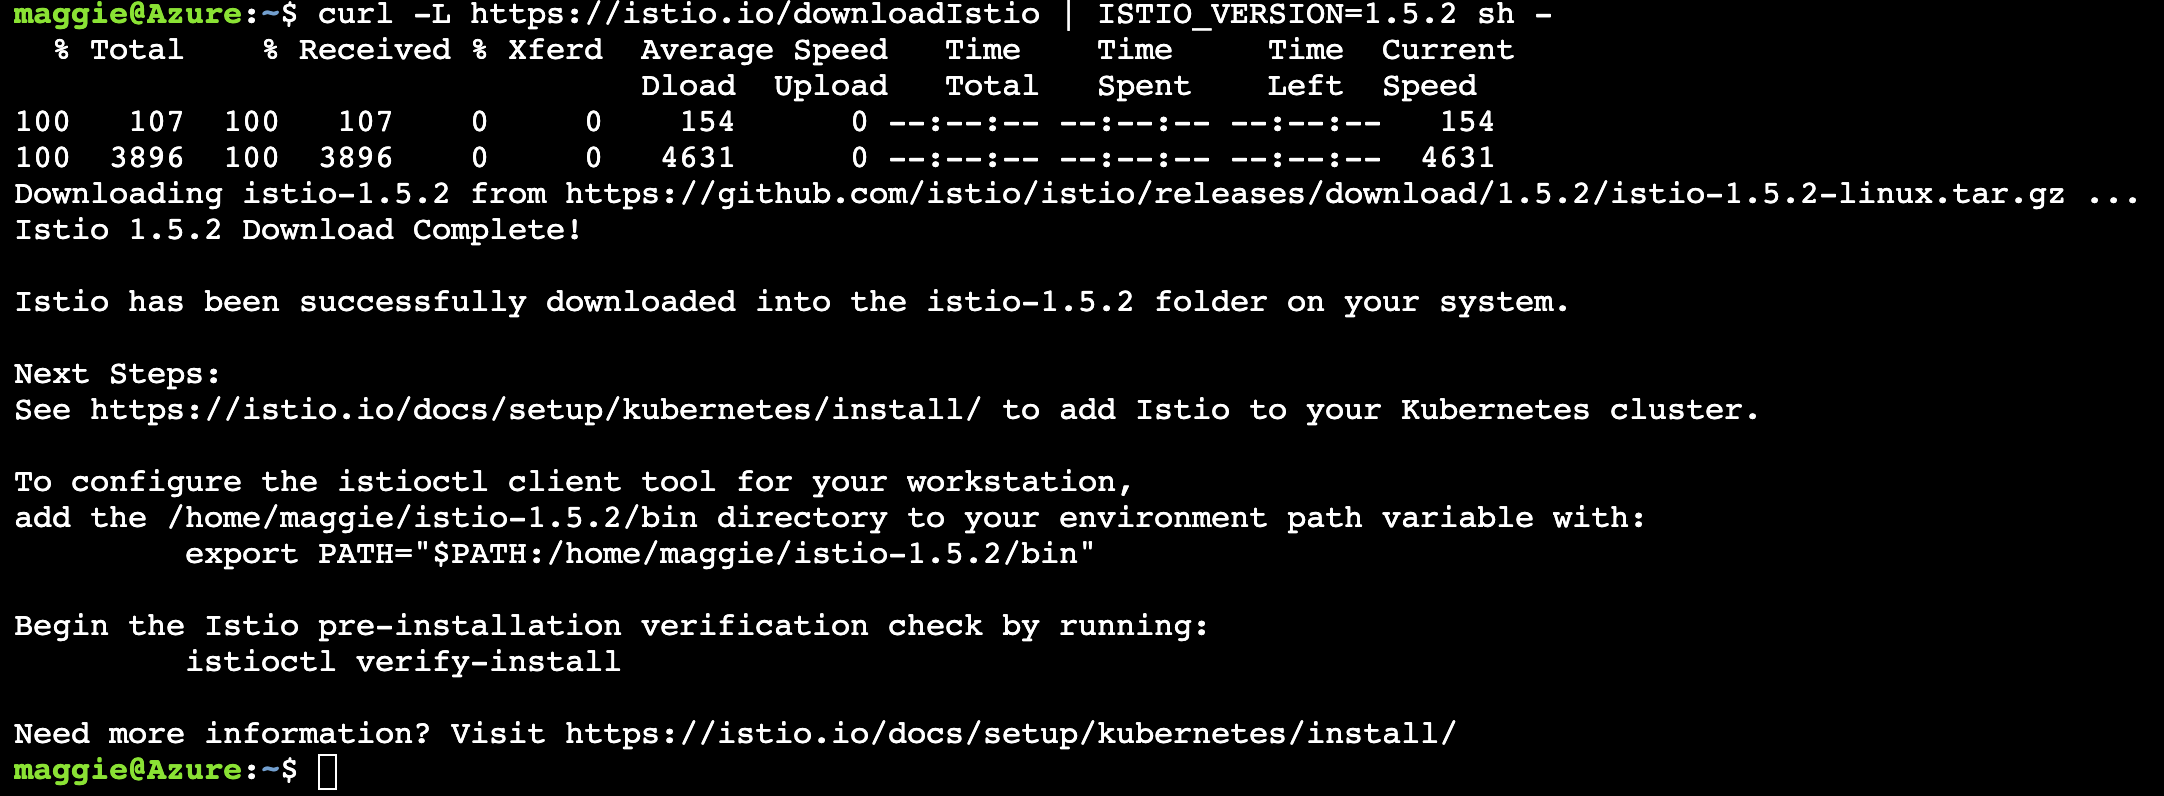 maggie@Azure:~$ curl -L https://istio.io/downloadIstio | ISTIO_VERSION=1.5.2 sh -
  % Total    % Received % Xferd  Average Speed   Time    Time     Time  Current
                                 Dload  Upload   Total   Spent    Left  Speed
100   107  100   107    0     0    154      0 --:--:-- --:--:-- --:--:--   154
100  3896  100  3896    0     0   4631      0 --:--:-- --:--:-- --:--:--  4631
Downloading istio-1.5.2 from https://github.com/istio/istio/releases/download/1.5.2/istio-1.5.2-linux.tar.gz ...
Istio 1.5.2 Download Complete!

Istio has been successfully downloaded into the istio-1.5.2 folder on your system.

Next Steps:
See https://istio.io/docs/setup/kubernetes/install/ to add Istio to your Kubernetes cluster.

To configure the istioctl client tool for your workstation,
add the /home/maggie/istio-1.5.2/bin directory to your environment path variable with:
         export PATH="$PATH:/home/maggie/istio-1.5.2/bin"

Begin the Istio pre-installation verification check by running:
         istioctl verify-install

Need more information? Visit https://istio.io/docs/setup/kubernetes/install/
maggie@Azure:~$